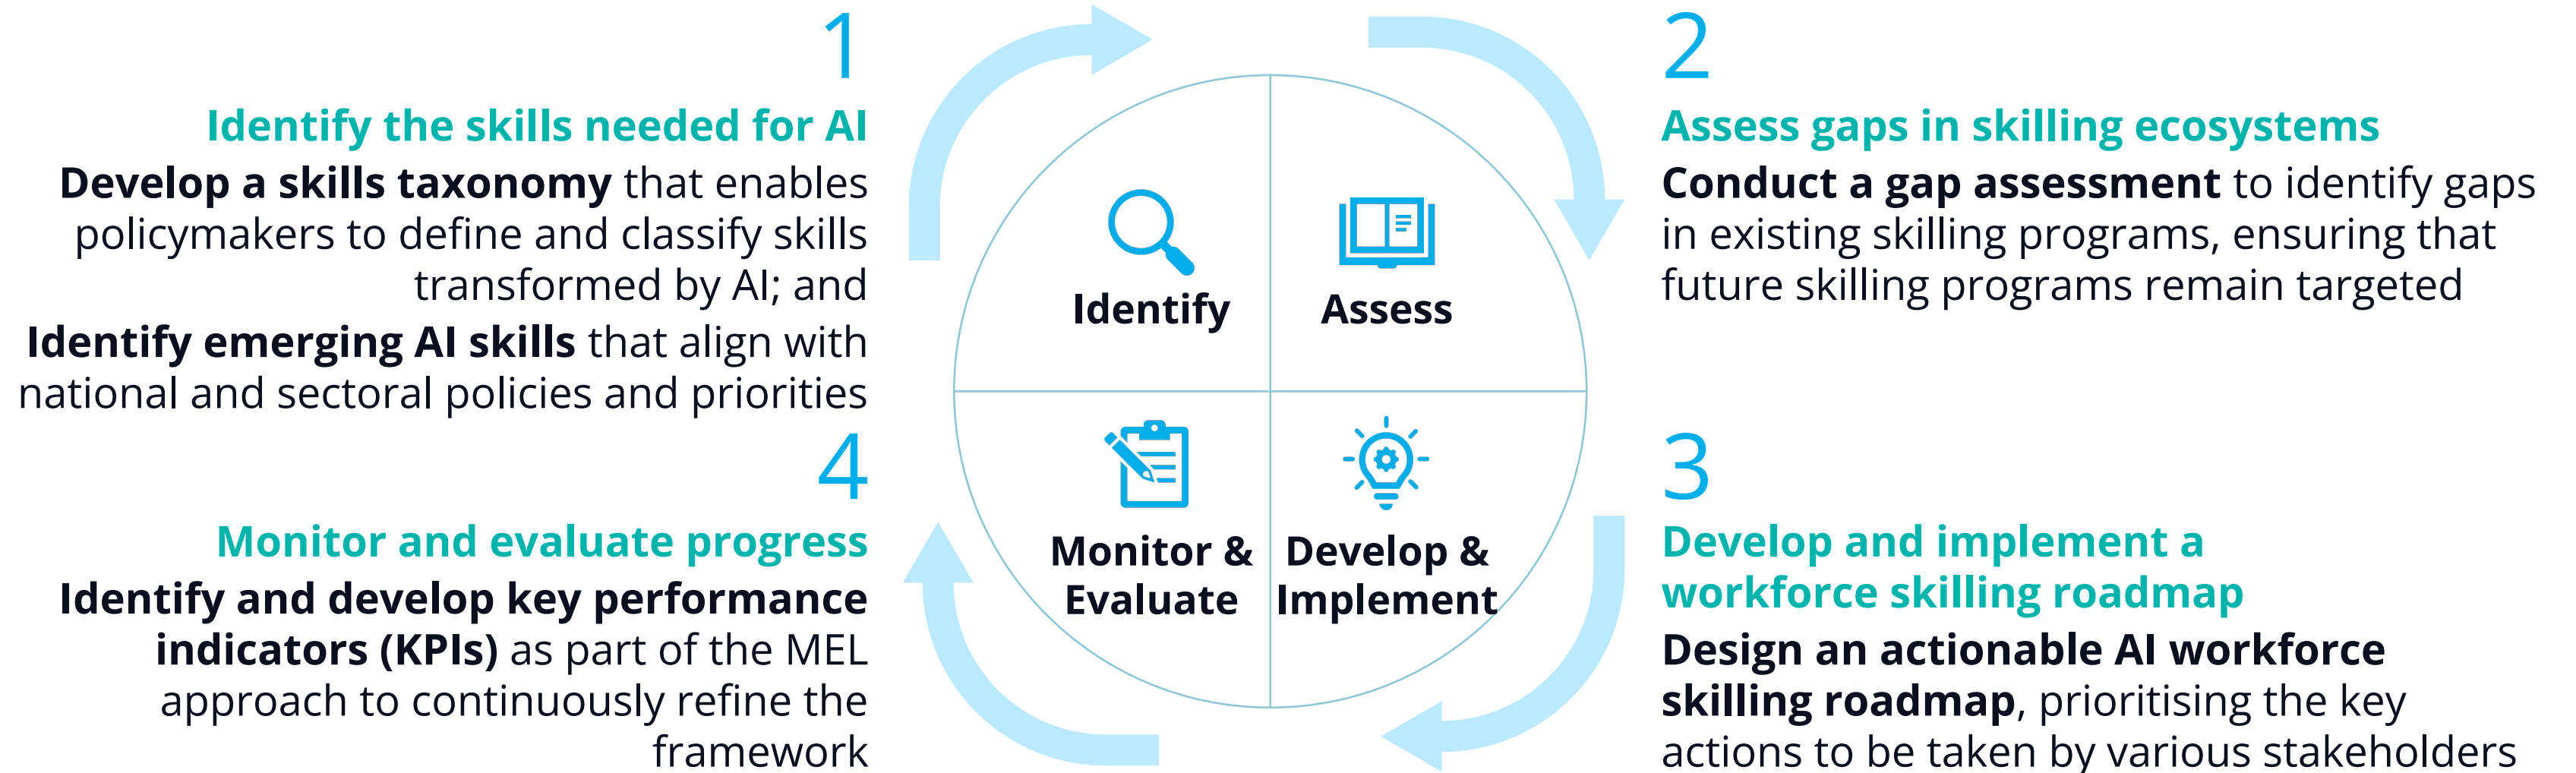 1
Identify the skills needed for AI
Develop a skills taxonomy that enables
policymakers to define and classify skills
transformed by AI; and
Identify emerging AI skills that align with
national and sectoral policies and priorities
2
Assess gaps in skilling ecosystems
Conduct a gap assessment to identify gaps
in existing skilling programs, ensuring that
future skilling programs remain targeted
Identify
Assess
Monitor &
Evaluate
Develop &
Implement
3
Develop and implement a
workforce skilling roadmap
Design an actionable AI workforce
skilling roadmap, prioritising the key
actions to be taken by various stakeholders
4
Monitor and evaluate progress
Identify and develop key performance
indicators (KPIs) as part of the MEL
approach to continuously refine the
framework